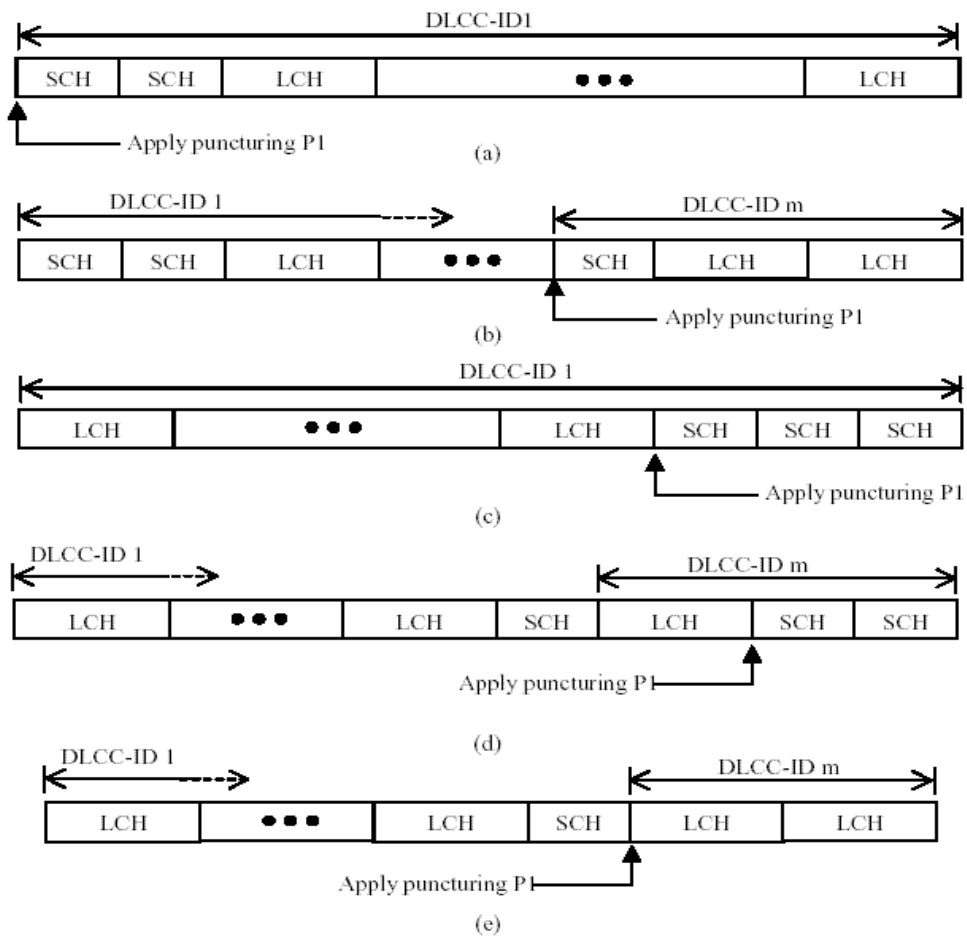 DLCC-ID1
SCH SCH LCH LCH
Apply puncturing P1
(a)
DLCC-ID 1 DLCC-ID m
SCH SCH LCH SCH LCH LCH
Apply puncturing P1
(b)
DLCC-ID 1
LCH LCH SCH SCH SCH
Apply puncturing P1
(c)
DLCC-ID 1 DLCC-ID m
LCH LCH SCH LCH SCH SCH
Apply puncturing P1
(d)
DLCC-ID 1 DLCC-ID m
LCH LCH SCH LCH LCH
Apply puncturing P1
(e)